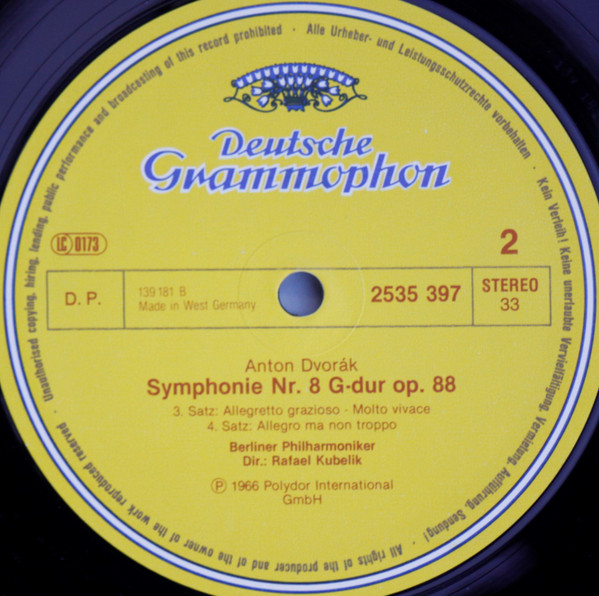 Unauthorised copying, hiring, lending, public performance and broadcasting of this record prohibited · Alle Urheber- und Leistungsschutzrechte vorbehalten · Kein Verleih! Keine unerlaubte Vervielfältigung, Vermietung, Aufführung, Sendung! · All rights of the producer and of the owner of the work reproduced reserved ·
Deutsche
Grammophon
LC 0173
2
D. P.
139 181 B
Made in West Germany
2535 397
STEREO
33
Anton Dvorák
Symphonie Nr. 8 G-dur op. 88
3. Satz: Allegretto grazioso - Molto vivace
4. Satz: Allegro ma non troppo
Berliner Philharmoniker
Dir.: Rafael Kubelik
Ⓟ 1966 Polydor International
GmbH